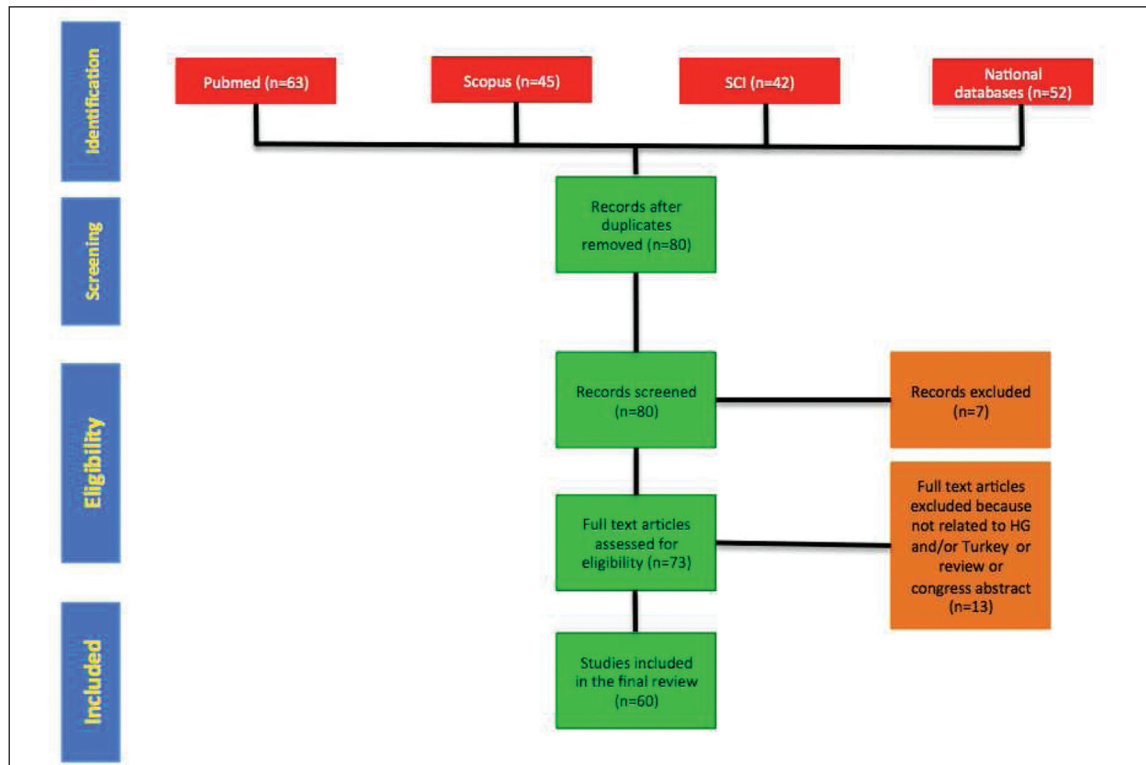 Identification
Pubmed (n=63)
Scopus (n=45)
SCI (n=42)
National
databases (n=52)
Screening
Records after
duplicates
removed (n=80)
Eligibility
Records screened
(n=80)
Records excluded
(n=7)
Full text articles
assessed for
eligibility (n=73)
Full text articles
excluded because
not related to HG
and/or Turkey or
review or
congress abstract
(n=13)
Included
Studies included
in the final review
(n=60)